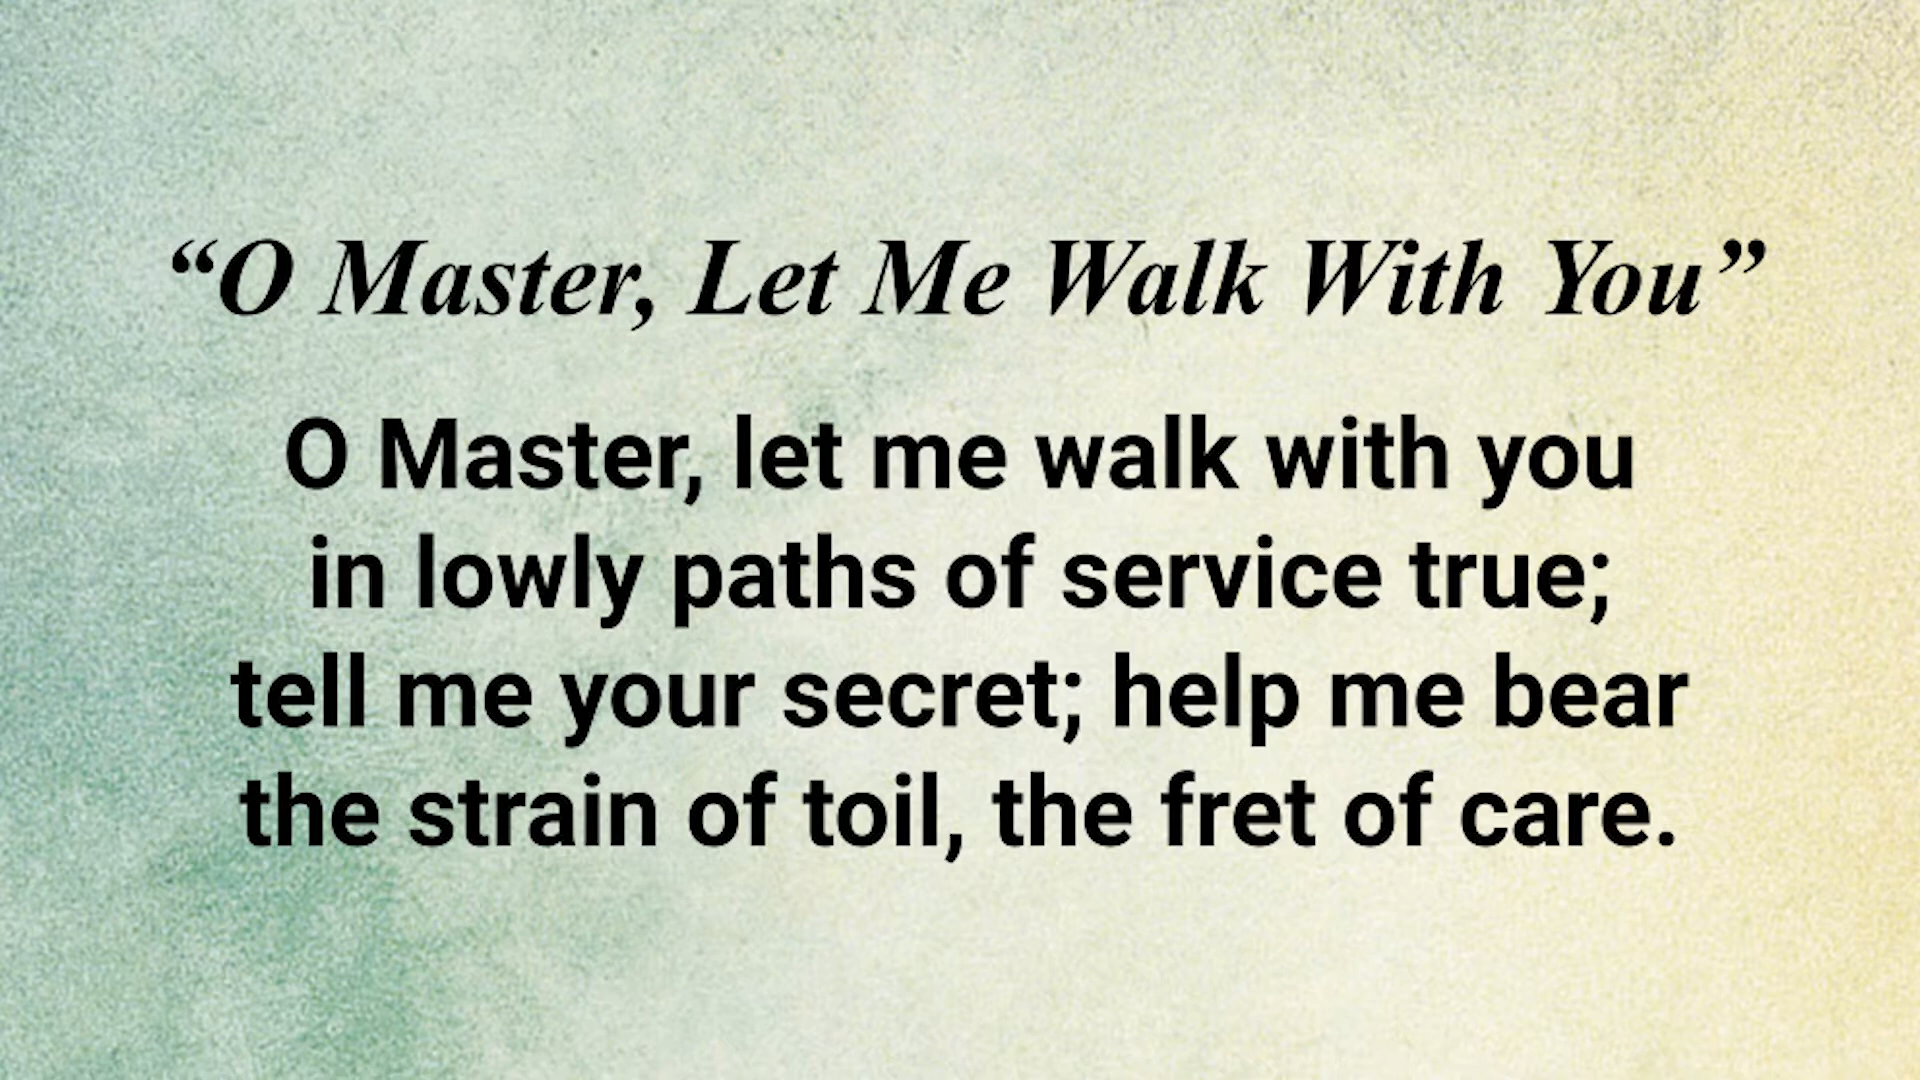 “O Master, Let Me Walk With You”
O Master, let me walk with you
in lowly paths of service true;
tell me your secret; help me bear
the strain of toil, the fret of care.